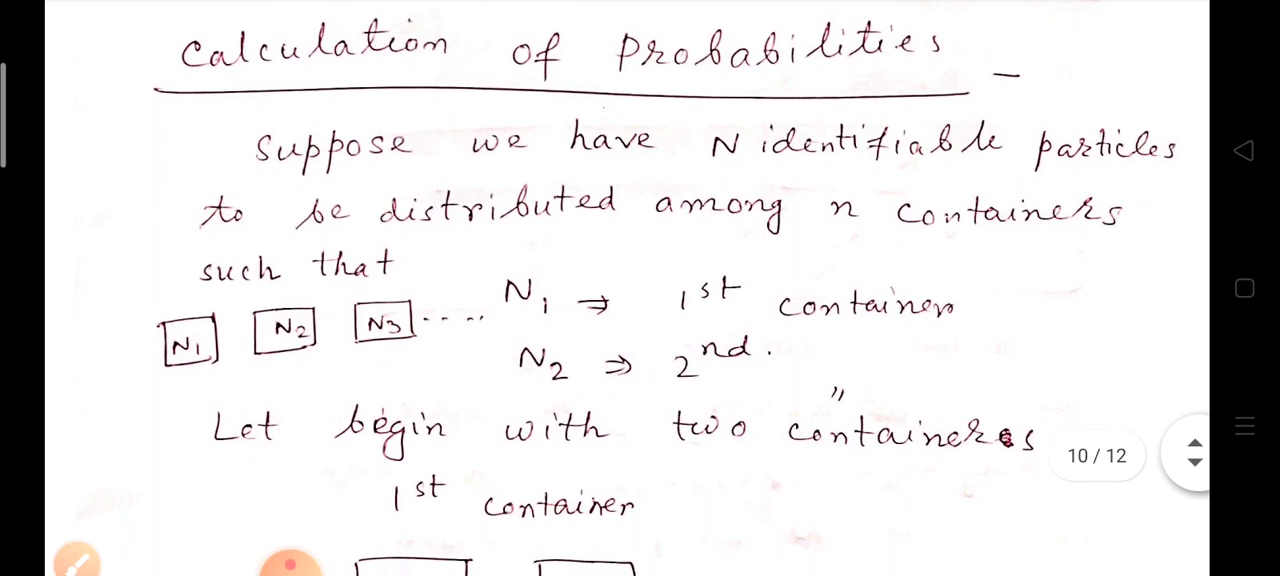 Calculation of Probabilities -
Suppose we have N identifiable particles
to be distributed among n containers
such that
N1 N2 N3 ..... N1 ⇒ 1st container
N2 ⇒ 2nd. "
Let begin with two containers
10 / 12
1st container